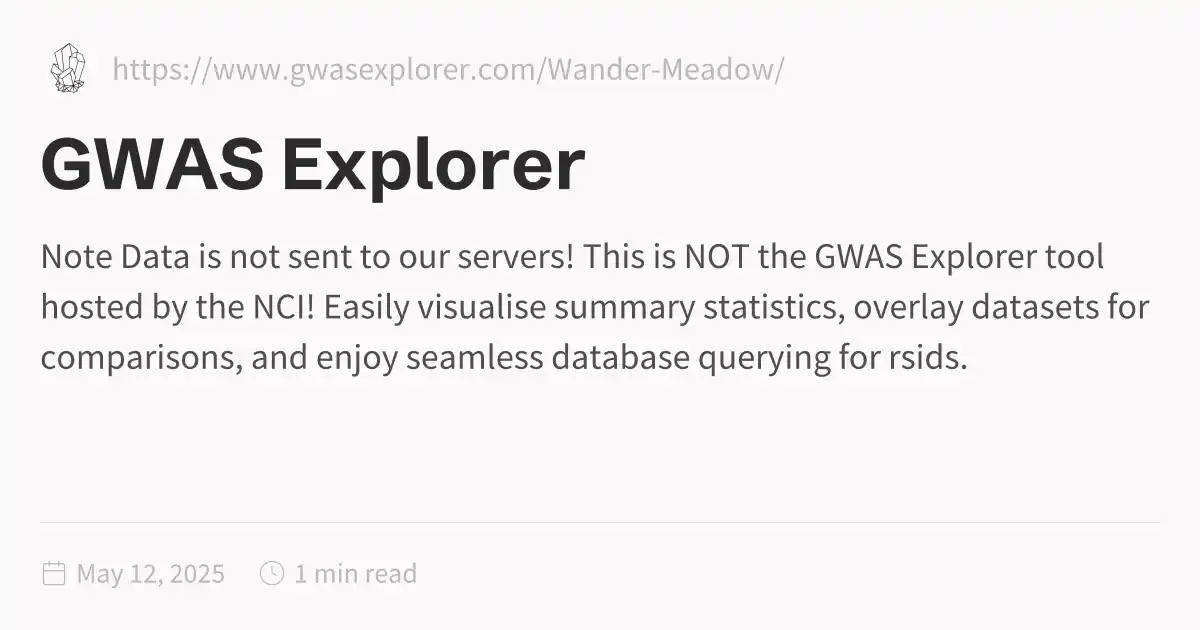 https://www.gwasexplorer.com/Wander-Meadow/
GWAS Explorer
Note Data is not sent to our servers! This is NOT the GWAS Explorer tool
hosted by the NCI! Easily visualise summary statistics, overlay datasets for
comparisons, and enjoy seamless database querying for rsids.
May 12, 2025 1 min read